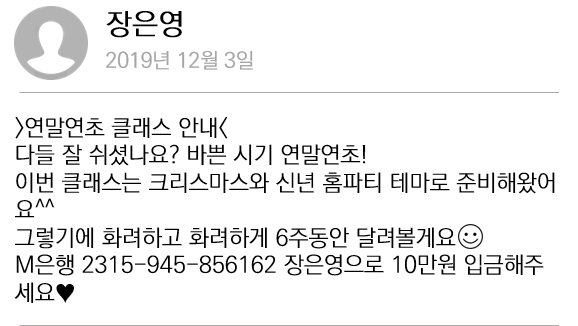 장은영
2019년 12월 3일
>연말연초 클래스 안내<
다들 잘 쉬셨나요? 바쁜 시기 연말연초!
이번 클래스는 크리스마스와 신년 홈파티 테마로 준비해왔어
요^^
그렇기에 화려하고 화려하게 6주동안 달려볼게요☺
M은행 2315-945-856162 장은영으로 10만원 입금해주
세요♥